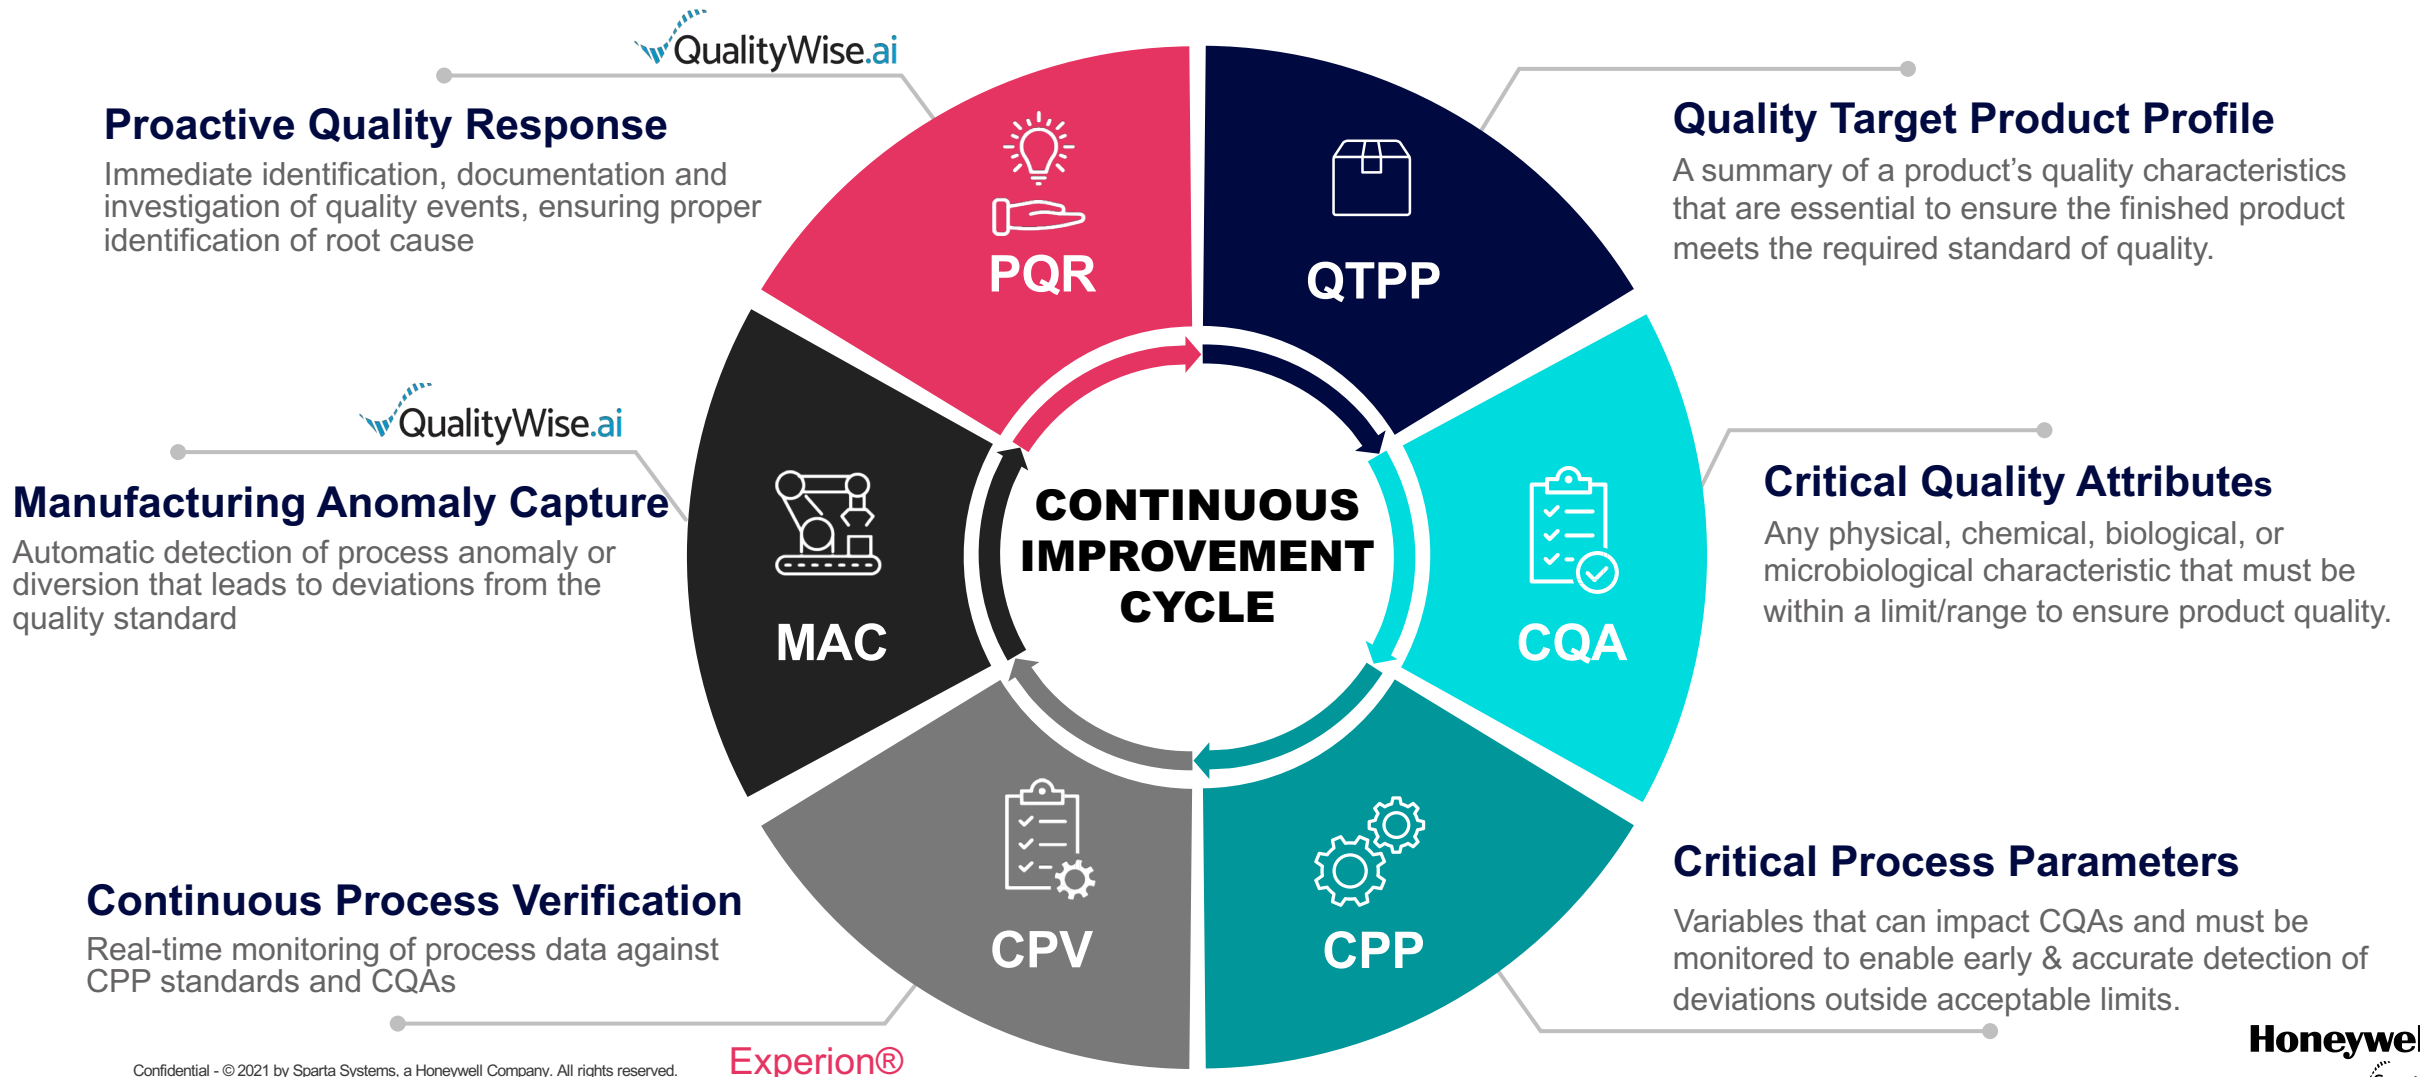 QualityWise.ai
Proactive Quality Response
Immediate identification, documentation and
investigation of quality events, ensuring proper
identification of root cause
PQR
QTPP
Quality Target Product Profile
A summary of a product’s quality characteristics
that are essential to ensure the finished product
meets the required standard of quality.
QualityWise.ai
Manufacturing Anomaly Capture
Automatic detection of process anomaly or
diversion that leads to deviations from the
quality standard
MAC
CONTINUOUS
IMPROVEMENT
CYCLE
CQA
Critical Quality Attributes
Any physical, chemical, biological, or
microbiological characteristic that must be
within a limit/range to ensure product quality.
Continuous Process Verification
Real-time monitoring of process data against
CPP standards and CQAs
CPV
CPP
Critical Process Parameters
Variables that can impact CQAs and must be
monitored to enable early & accurate detection of
deviations outside acceptable limits.
Experion®
Confidential - © 2021 by Sparta Systems, a Honeywell Company. All rights reserved.
Honeywell